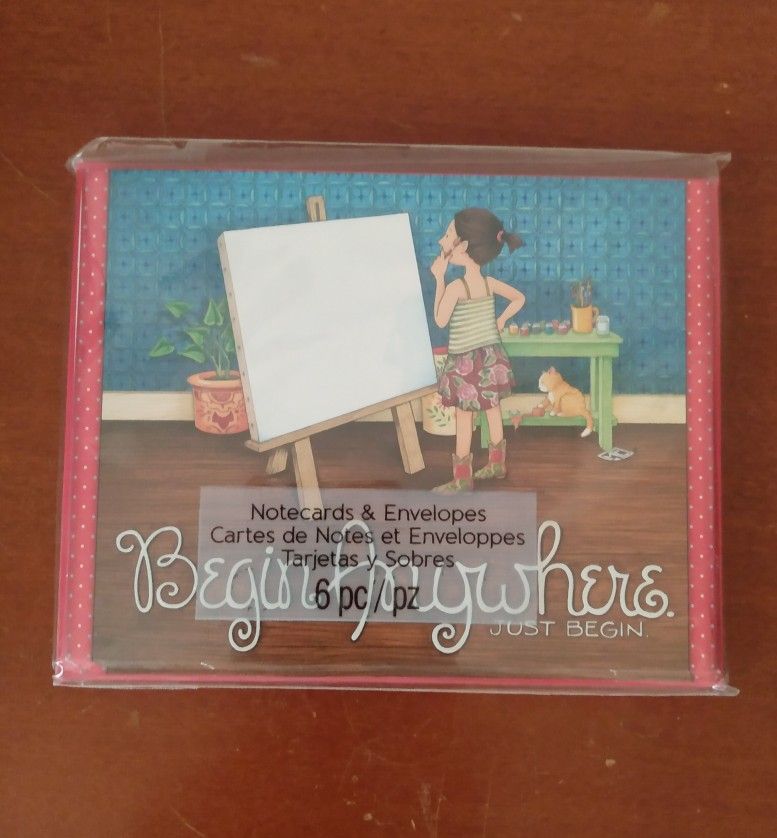 Notecards & Envelopes
Cartes de Notes et Enveloppes
Tarjetas y Sobres
6 pc / pz
Begin Anywhere.
JUST BEGIN.